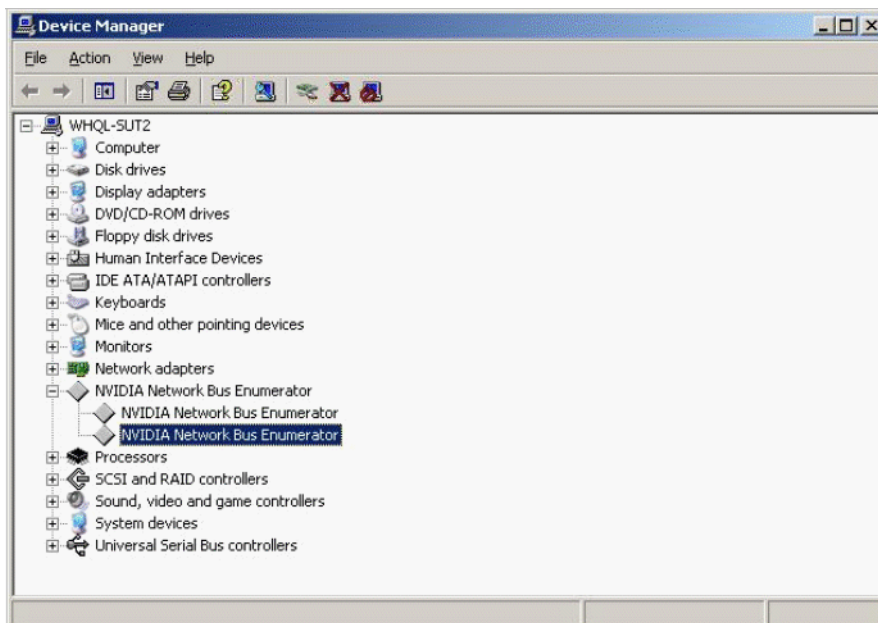 Device Manager
File Action View Help
WHQL-SUT2
Computer
Disk drives
Display adapters
DVD/CD-ROM drives
Floppy disk drives
Human Interface Devices
IDE ATA/ATAPI controllers
Keyboards
Mice and other pointing devices
Monitors
Network adapters
NVIDIA Network Bus Enumerator
NVIDIA Network Bus Enumerator
NVIDIA Network Bus Enumerator
Processors
SCSI and RAID controllers
Sound, video and game controllers
System devices
Universal Serial Bus controllers